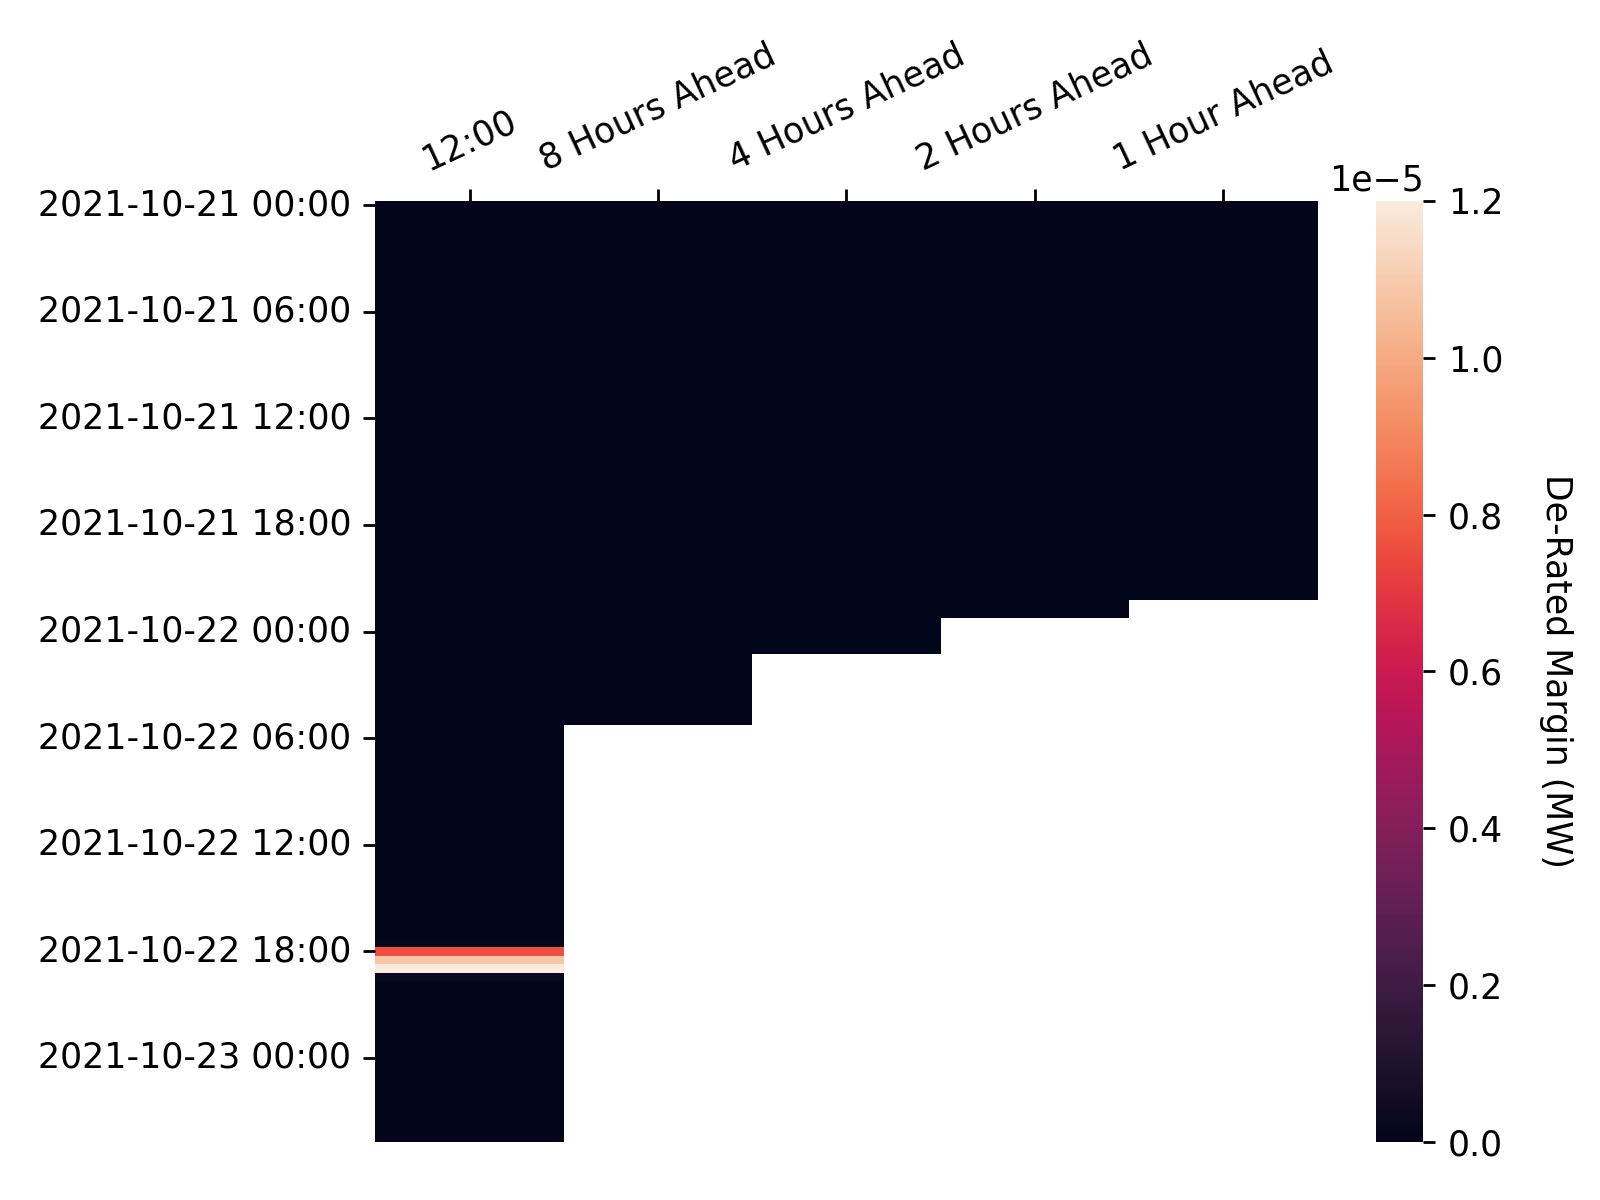 12:00
8 Hours Ahead
4 Hours Ahead
2 Hours Ahead
1 Hour Ahead
2021-10-21 00:00
2021-10-21 06:00
2021-10-21 12:00
2021-10-21 18:00
2021-10-22 00:00
2021-10-22 06:00
2021-10-22 12:00
2021-10-22 18:00
2021-10-23 00:00
1e−5
1.2
1.0
0.8
0.6
0.4
0.2
0.0
De-Rated Margin (MW)